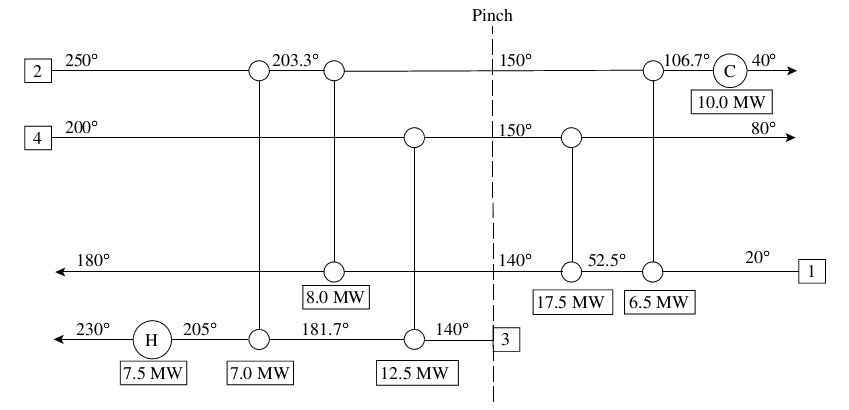 Pinch
2 250° 203.3° 150° 106.7° C 40°
10.0 MW
4 200° 150° 80°
180° 140° 52.5° 20° 1
8.0 MW 17.5 MW 6.5 MW
230° H 205° 181.7° 140° 3
7.5 MW 7.0 MW 12.5 MW